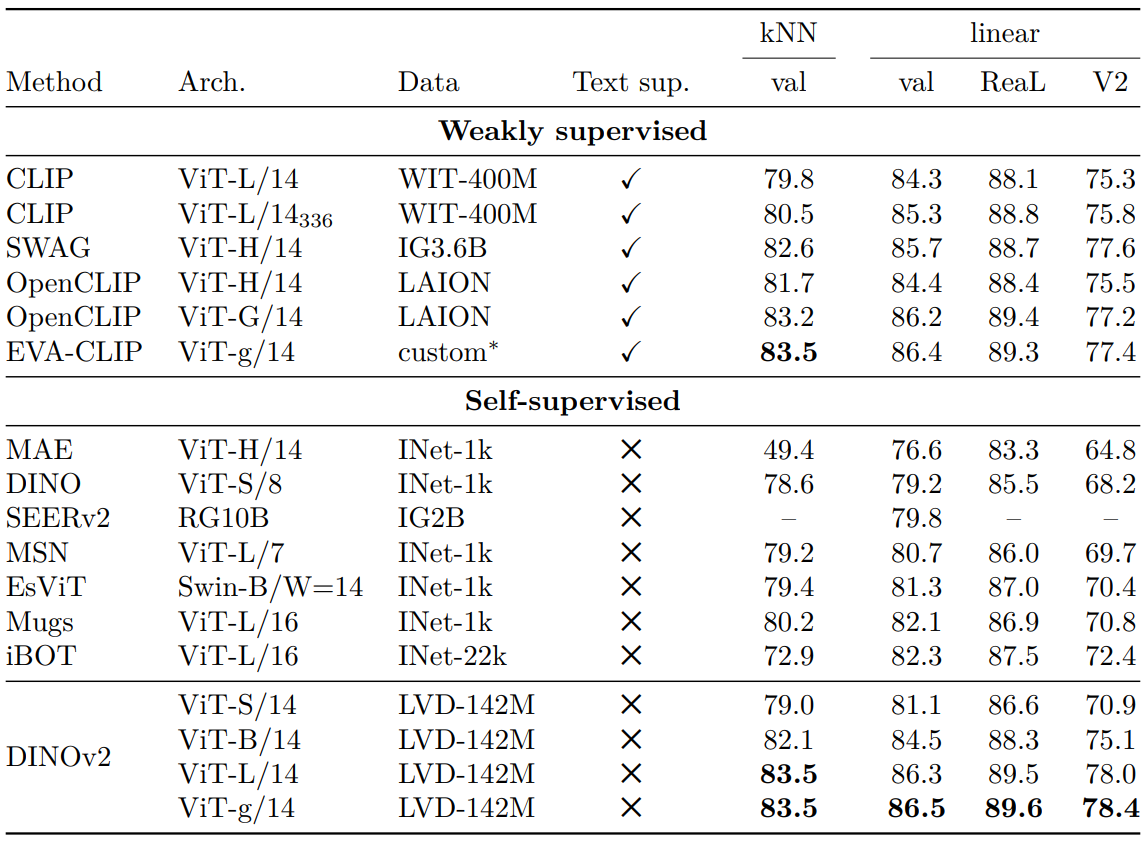 kNN linear
Method Arch. Data Text sup. val val ReaL V2
Weakly supervised
CLIP ViT-L/14 WIT-400M ✓ 79.8 84.3 88.1 75.3
CLIP ViT-L/14₃₃₆ WIT-400M ✓ 80.5 85.3 88.8 75.8
SWAG ViT-H/14 IG3.6B ✓ 82.6 85.7 88.7 77.6
OpenCLIP ViT-H/14 LAION ✓ 81.7 84.4 88.4 75.5
OpenCLIP ViT-G/14 LAION ✓ 83.2 86.2 89.4 77.2
EVA-CLIP ViT-g/14 custom* ✓ 83.5 86.4 89.3 77.4
Self-supervised
MAE ViT-H/14 INet-1k ✕ 49.4 76.6 83.3 64.8
DINO ViT-S/8 INet-1k ✕ 78.6 79.2 85.5 68.2
SEERv2 RG10B IG2B ✕ – 79.8 – –
MSN ViT-L/7 INet-1k ✕ 79.2 80.7 86.0 69.7
EsViT Swin-B/W=14 INet-1k ✕ 79.4 81.3 87.0 70.4
Mugs ViT-L/16 INet-1k ✕ 80.2 82.1 86.9 70.8
iBOT ViT-L/16 INet-22k ✕ 72.9 82.3 87.5 72.4
ViT-S/14 LVD-142M ✕ 79.0 81.1 86.6 70.9
ViT-B/14 LVD-142M ✕ 82.1 84.5 88.3 75.1
DINOv2
ViT-L/14 LVD-142M ✕ 83.5 86.3 89.5 78.0
ViT-g/14 LVD-142M ✕ 83.5 86.5 89.6 78.4